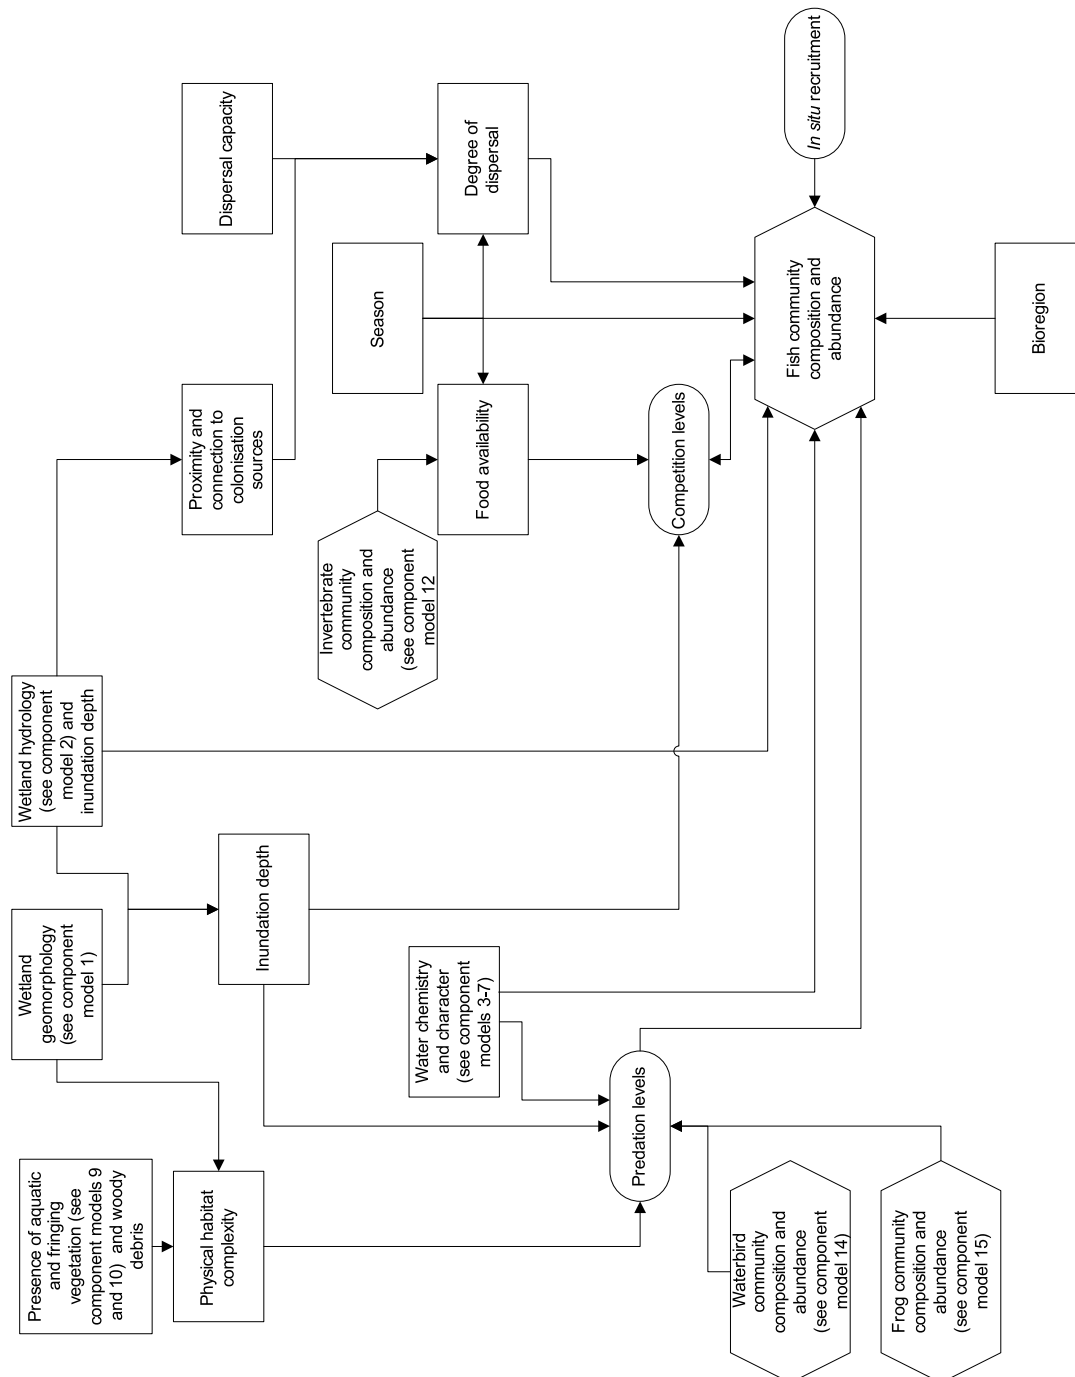 Presence of aquatic
and fringing
vegetation (see
component models 9
and 10)  and woody
debris
Wetland
geomorphology
(see component
model 1)
Wetland hydrology
(see component
model 2) and
inundation depth
Physical habitat
complexity
Inundation depth
Proximity and
connection to
colonisation
sources
Dispersal capacity
Invertebrate
community
composition and
abundance
(see component
model 12
Season
Water chemistry
and character
(see component
models 3-7)
Food availability
Degree of
dispersal
Predation levels
Competition levels
Waterbird
community
composition and
abundance
(see component
model 14)
Fish community
composition and
abundance
In situ recruitment
Frog community
composition and
abundance
(see component
model 15)
Bioregion